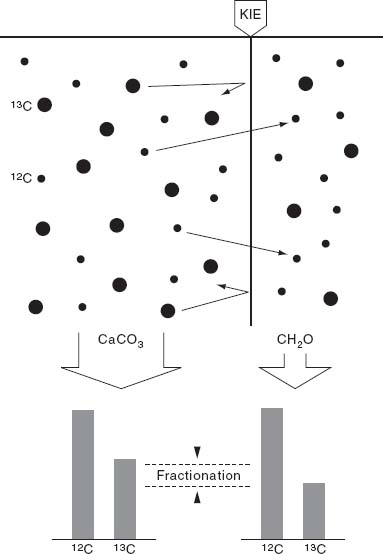 KIE
¹³C
¹²C
CaCO₃
CH₂O
Fractionation
¹²C ¹³C
¹²C ¹³C